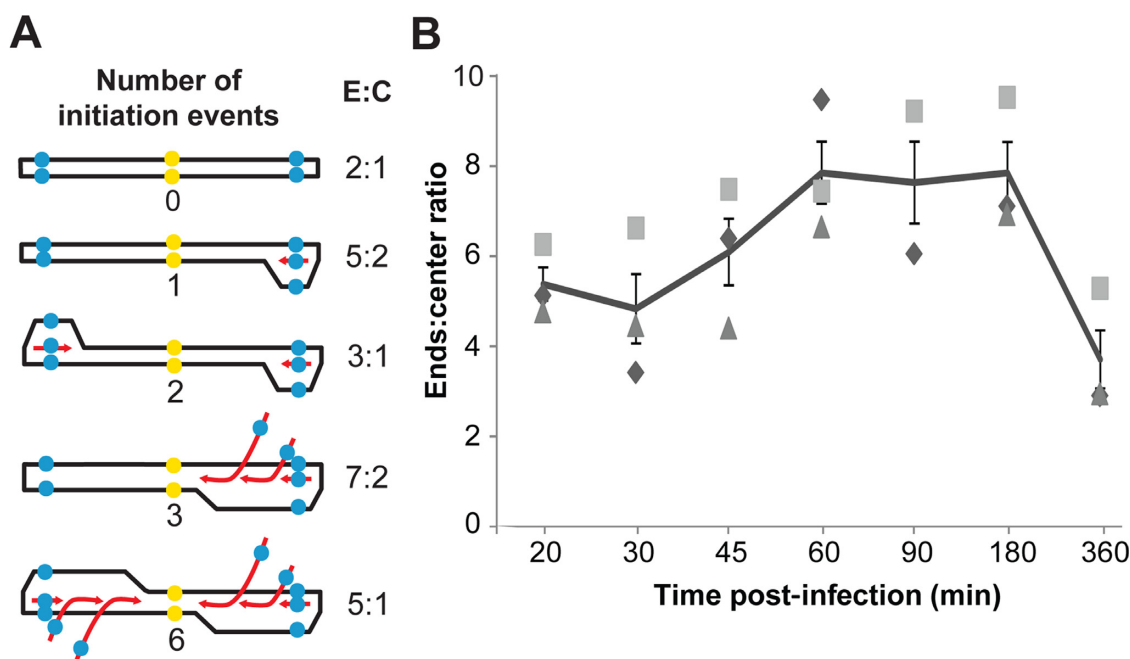 A
Number of
initiation events
E:C
0
2:1
1
5:2
2
3:1
3
7:2
6
5:1
B
Ends:center ratio
10
8
6
4
2
0
20 30 45 60 90 180 360
Time post-infection (min)